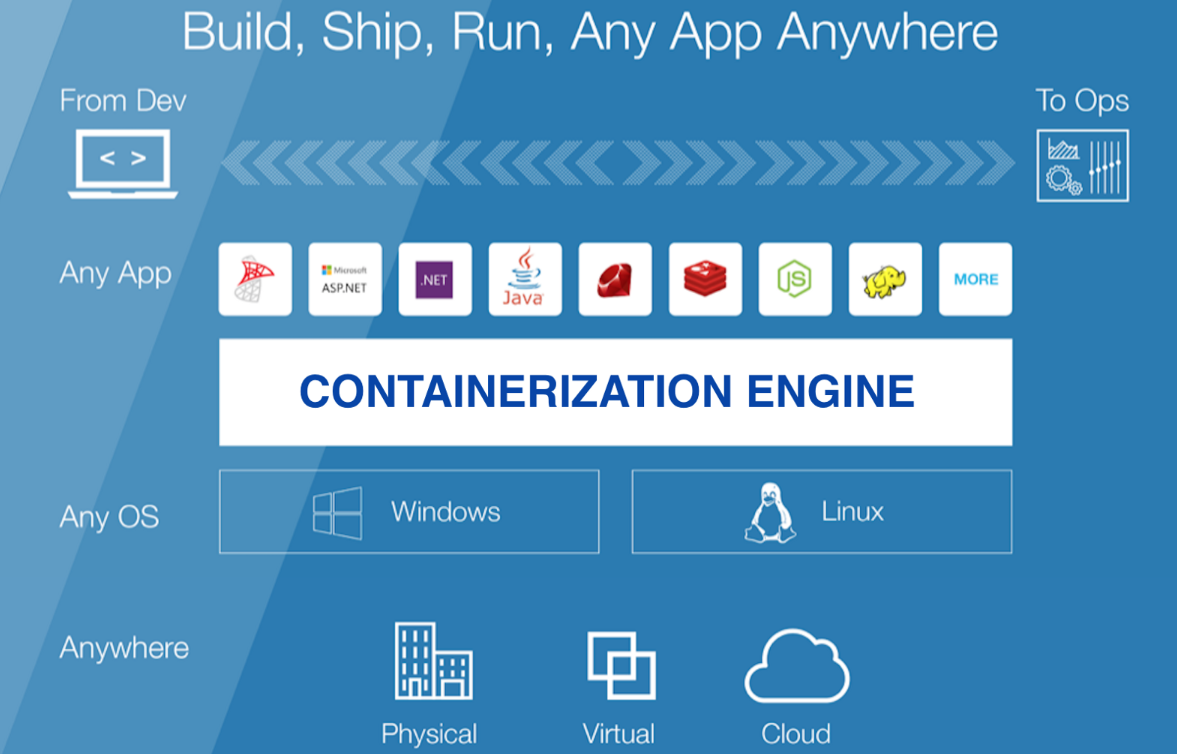 Build, Ship, Run, Any App Anywhere
From Dev
To Ops
< >
Any App
Microsoft
ASP.NET
.NET
Java
JS
MORE
CONTAINERIZATION ENGINE
Any OS
Windows
Linux
Anywhere
Physical
Virtual
Cloud